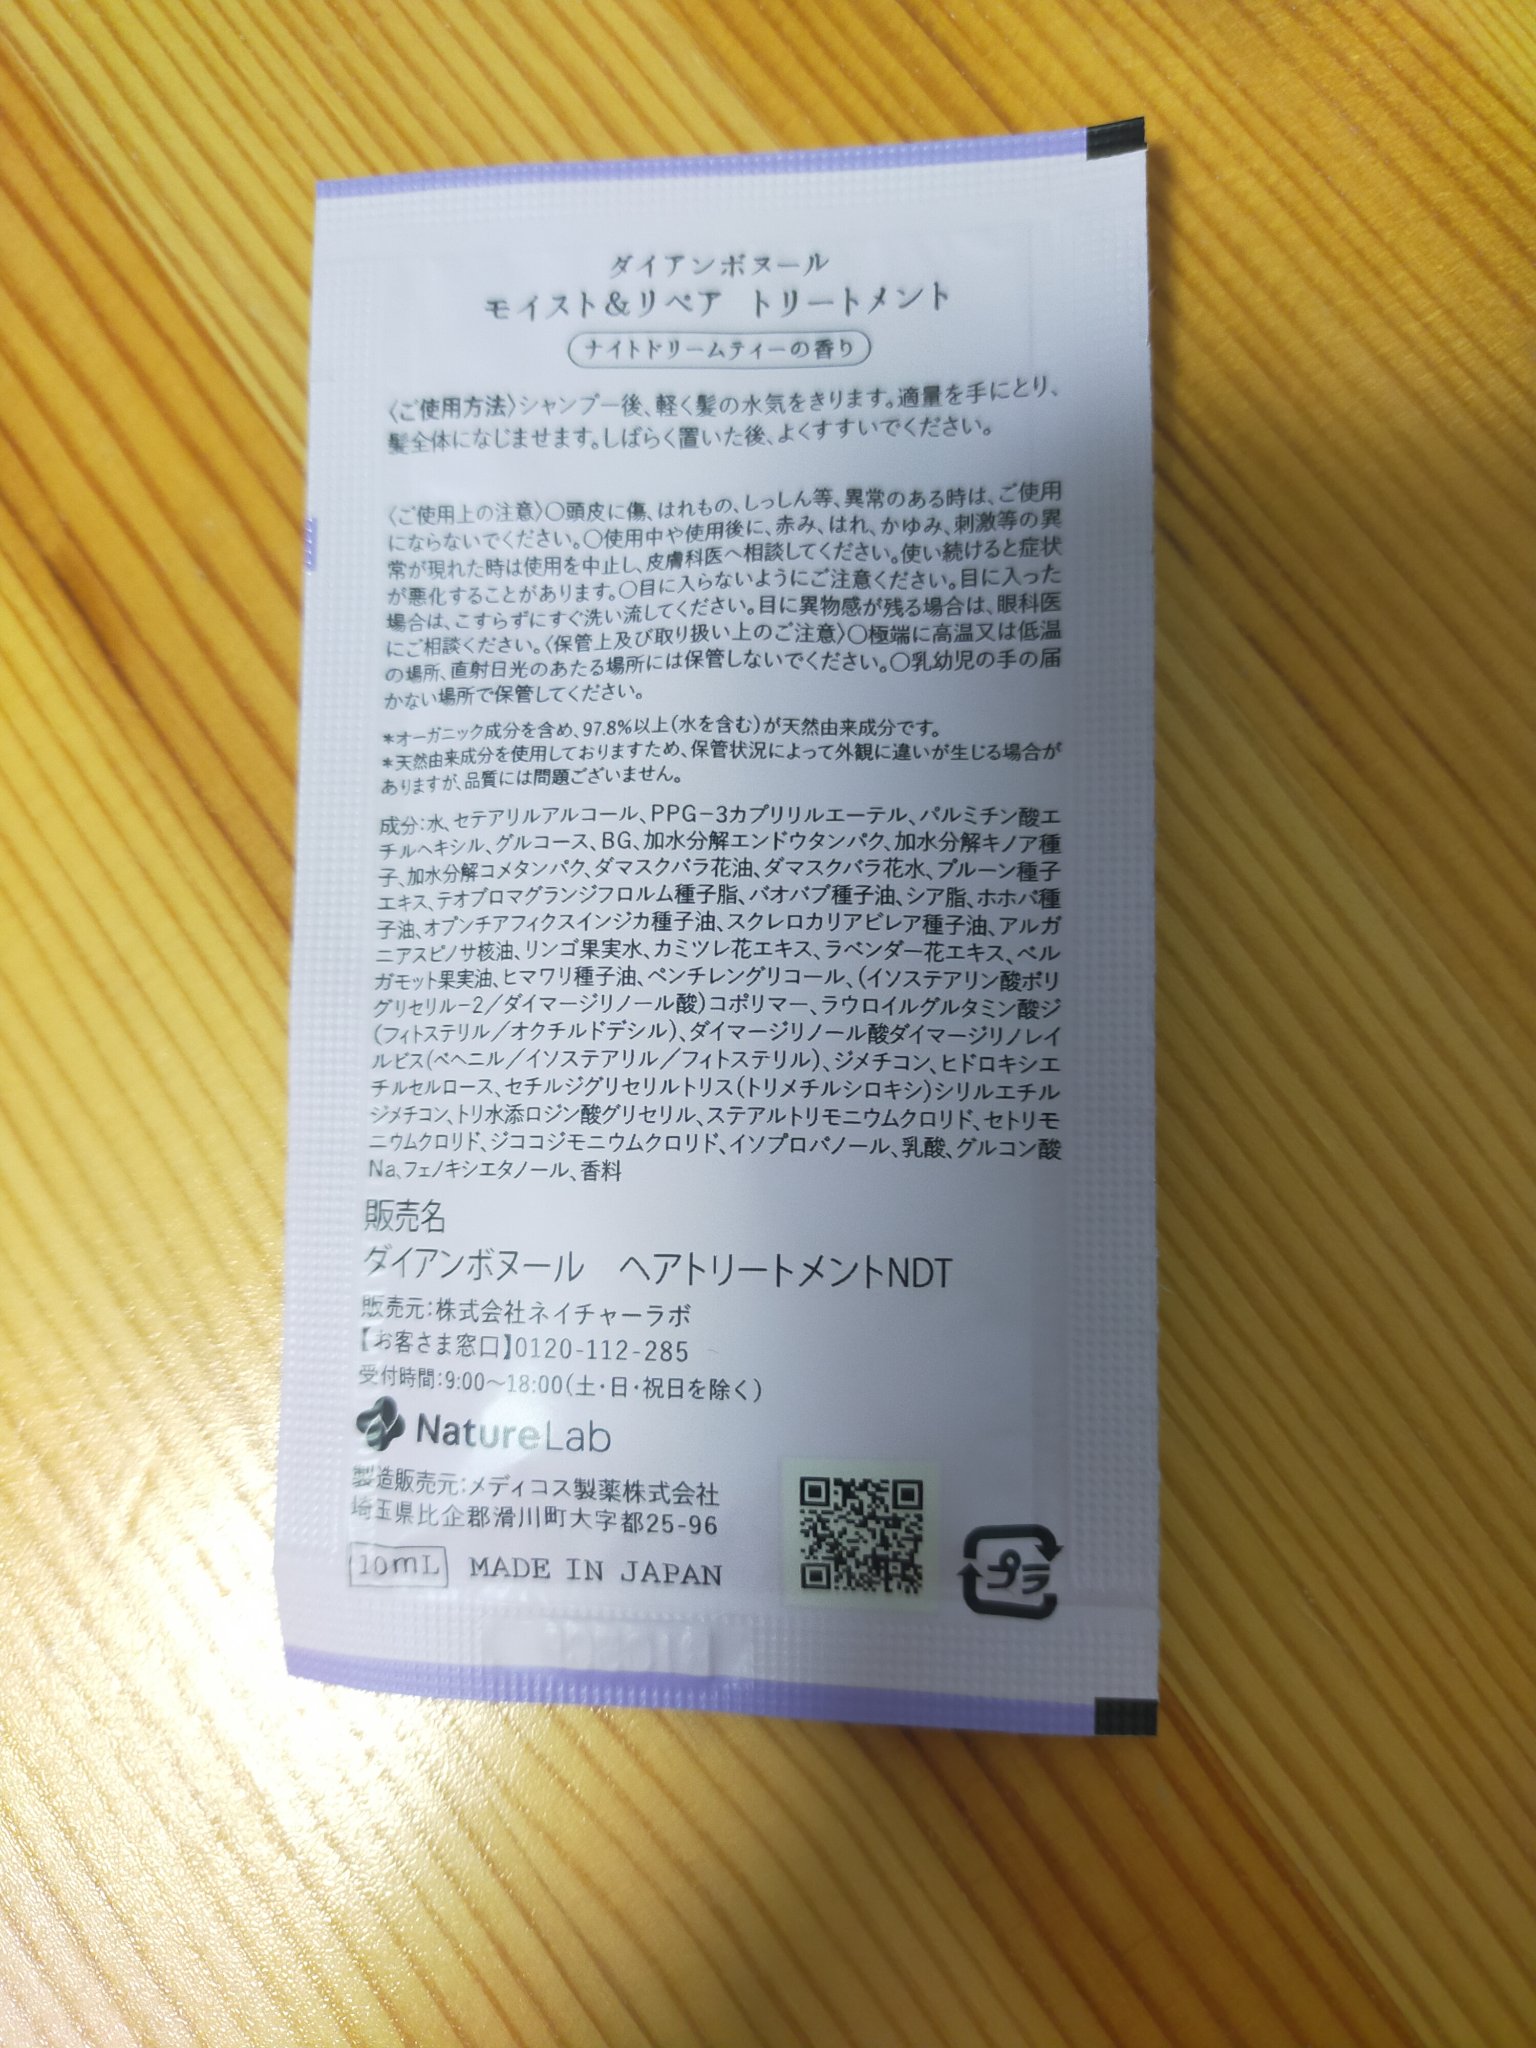 ダイアンボヌール
モイスト&リペア トリートメント
ナイトドリームティーの香り
〈ご使用方法〉シャンプー後、軽く髪の水気をきります。適量を手にとり、
髪全体になじませます。しばらく置いた後、よくすすいでください。
〈ご使用上の注意〉○頭皮に傷、はれもの、しっしん等、異常のある時は、ご使用
にならないでください。○使用中や使用後に、赤み、はれ、かゆみ、刺激等の異
常が現れた時は使用を中止し、皮膚科医へ相談してください。使い続けると症状
が悪化することがあります。○目に入らないようにご注意ください。目に入った
場合は、こすらずにすぐ洗い流してください。目に異物感が残る場合は、眼科医
にご相談ください。〈保管上及び取り扱い上のご注意〉○極端に高温又は低温
の場所、直射日光のあたる場所には保管しないでください。○乳幼児の手の届
かない場所で保管してください。
*オーガニック成分を含め、97.8%以上(水を含む)が天然由来成分です。
*天然由来成分を使用しておりますため、保管状況によって外観に違いが生じる場合が
ありますが、品質には問題ございません。
成分:水、セテアリルアルコール、PPG-3カプリリルエーテル、パルミチン酸エ
チルヘキシル、グルコース、BG、加水分解エンドウタンパク、加水分解キノア種
子、加水分解コメタンパク、ダマスクバラ花油、ダマスクバラ花水、プルーン種子
エキス、テオブロマグランジフロルム種子脂、バオバブ種子油、シア脂、ホホバ種
子油、オプンチアフィクスインジカ種子油、スクレロカリアビレア種子油、アルガ
ニアスピノサ核油、リンゴ果実水、カミツレ花エキス、ラベンダー花エキス、ベル
ガモット果実油、ヒマワリ種子油、ペンチレングリコール、(イソステアリン酸ポリ
グリセリル-2/ダイマージリノール酸)コポリマー、ラウロイルグルタミン酸ジ
(フィトステリル/オクチルドデシル)、ダイマージリノール酸ダイマージリノレイ
ルビス(ベヘニル/イソステアリル/フィトステリル)、ジメチコン、ヒドロキシエ
チルセルロース、セチルジグリセリルトリス(トリメチルシロキシ)シリルエチル
ジメチコン、トリ水添ロジン酸グリセリル、ステアルトリモニウムクロリド、セトリモ
ニウムクロリド、ジココジモニウムクロリド、イソプロパノール、乳酸、グルコン酸
Na、フェノキシエタノール、香料
販売名
ダイアンボヌール ヘアトリートメントNDT
販売元:株式会社ネイチャーラボ
【お客さま窓口】0120-112-285
受付時間:9:00～18:00(土・日・祝日を除く)
NatureLab
製造販売元:メディコス製薬株式会社
埼玉県比企郡滑川町大字都25-96
10mL MADE IN JAPAN
プラ